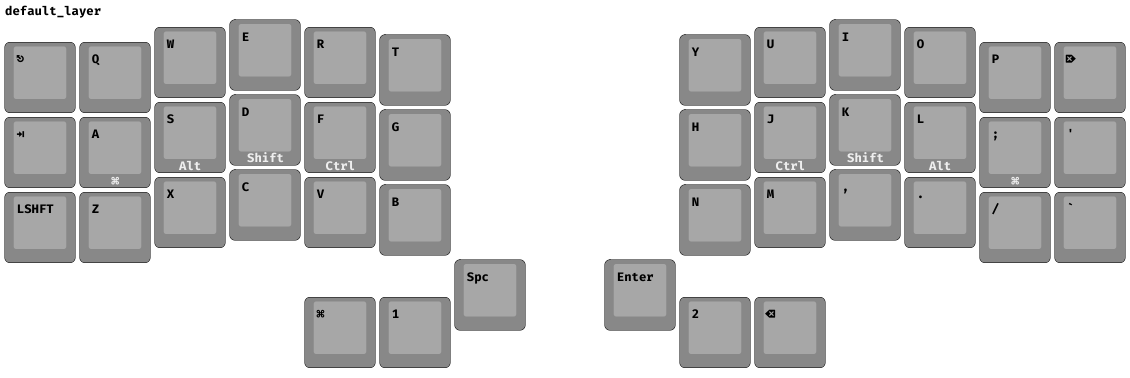 default_layer
⎋ Q W E R T Y U I O P ⌦
⇥ A S D F G H J K L ; '
⌘ Alt Shift Ctrl Ctrl Shift Alt ⌘
LSHFT Z X C V B N M , . / `
Spc Enter
⌘ 1 2 ⌫